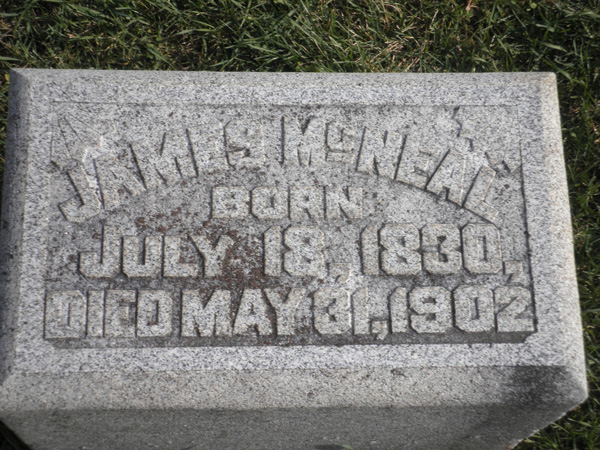 JAMES McNEAL
BORN
JULY 18, 1830,
DIED MAY 31, 1902